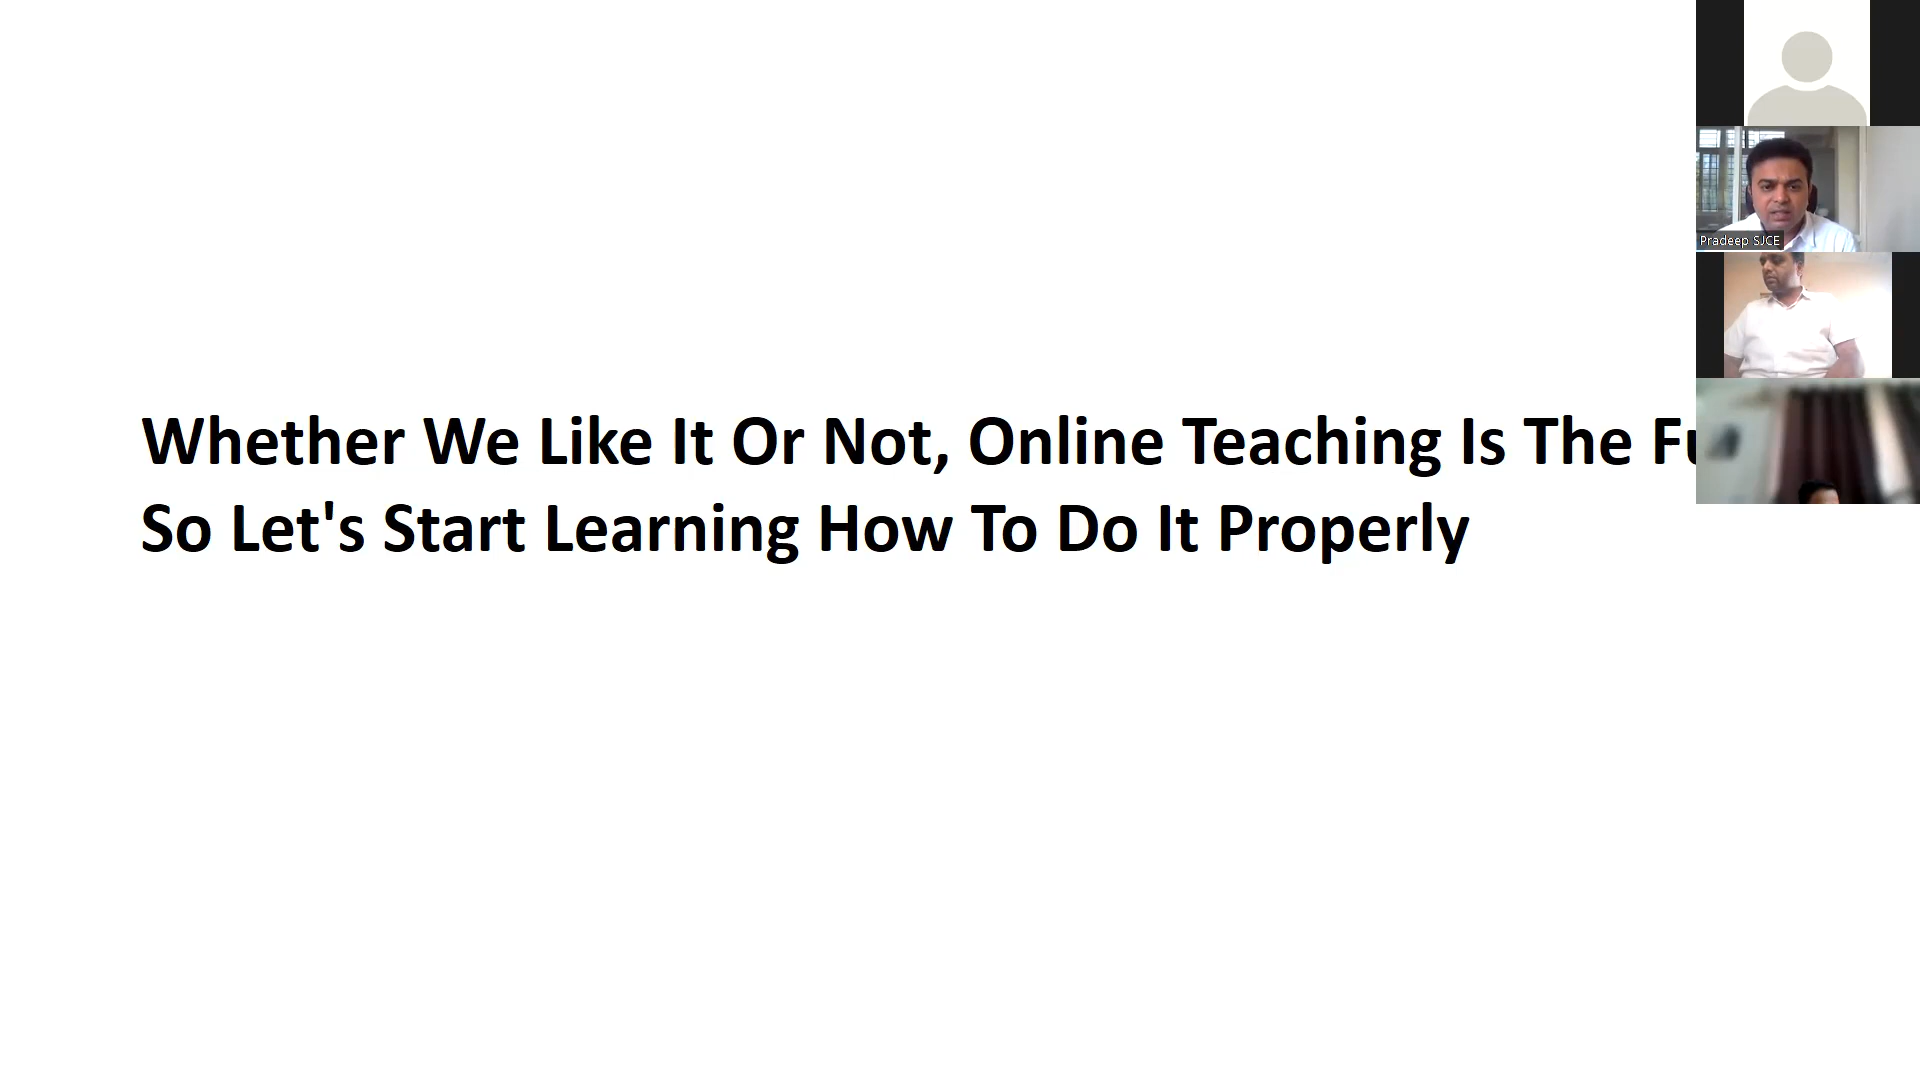 Whether We Like It Or Not, Online Teaching Is The
So Let's Start Learning How To Do It Properly
Pradeep SJCE